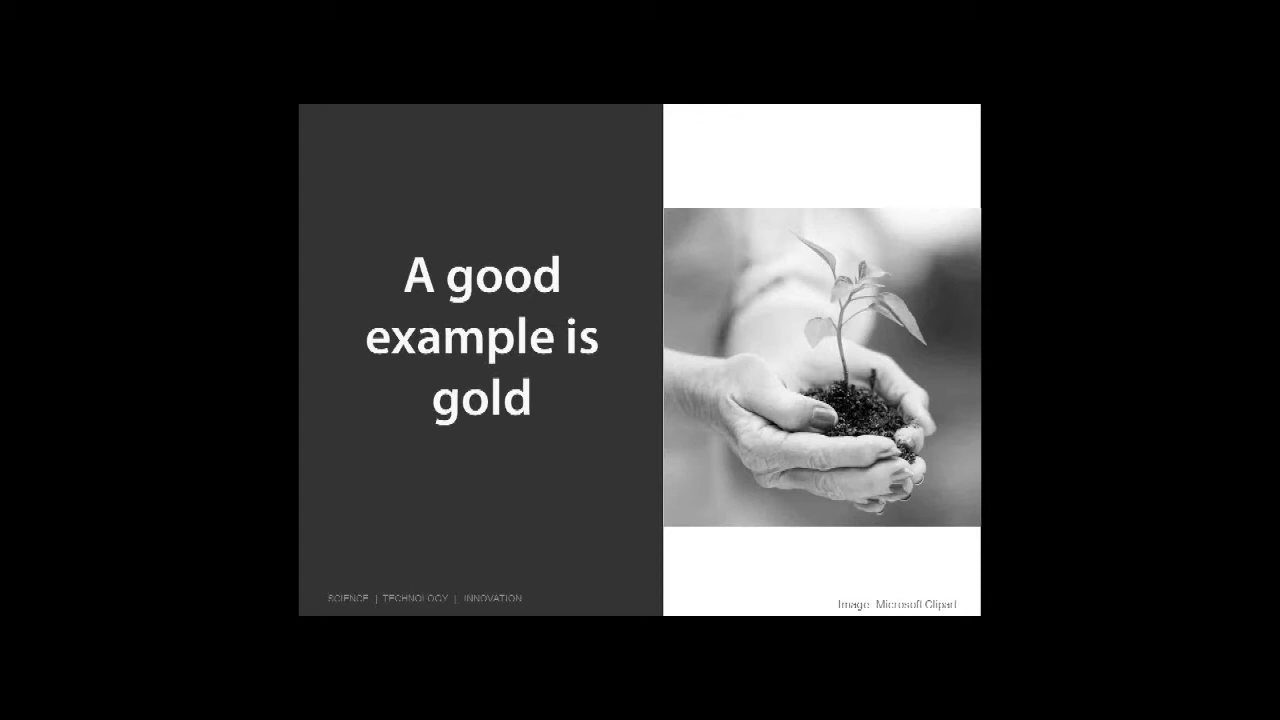 A good
example is
gold
SCIENCE | TECHNOLOGY | INNOVATION
Image: Microsoft Clipart